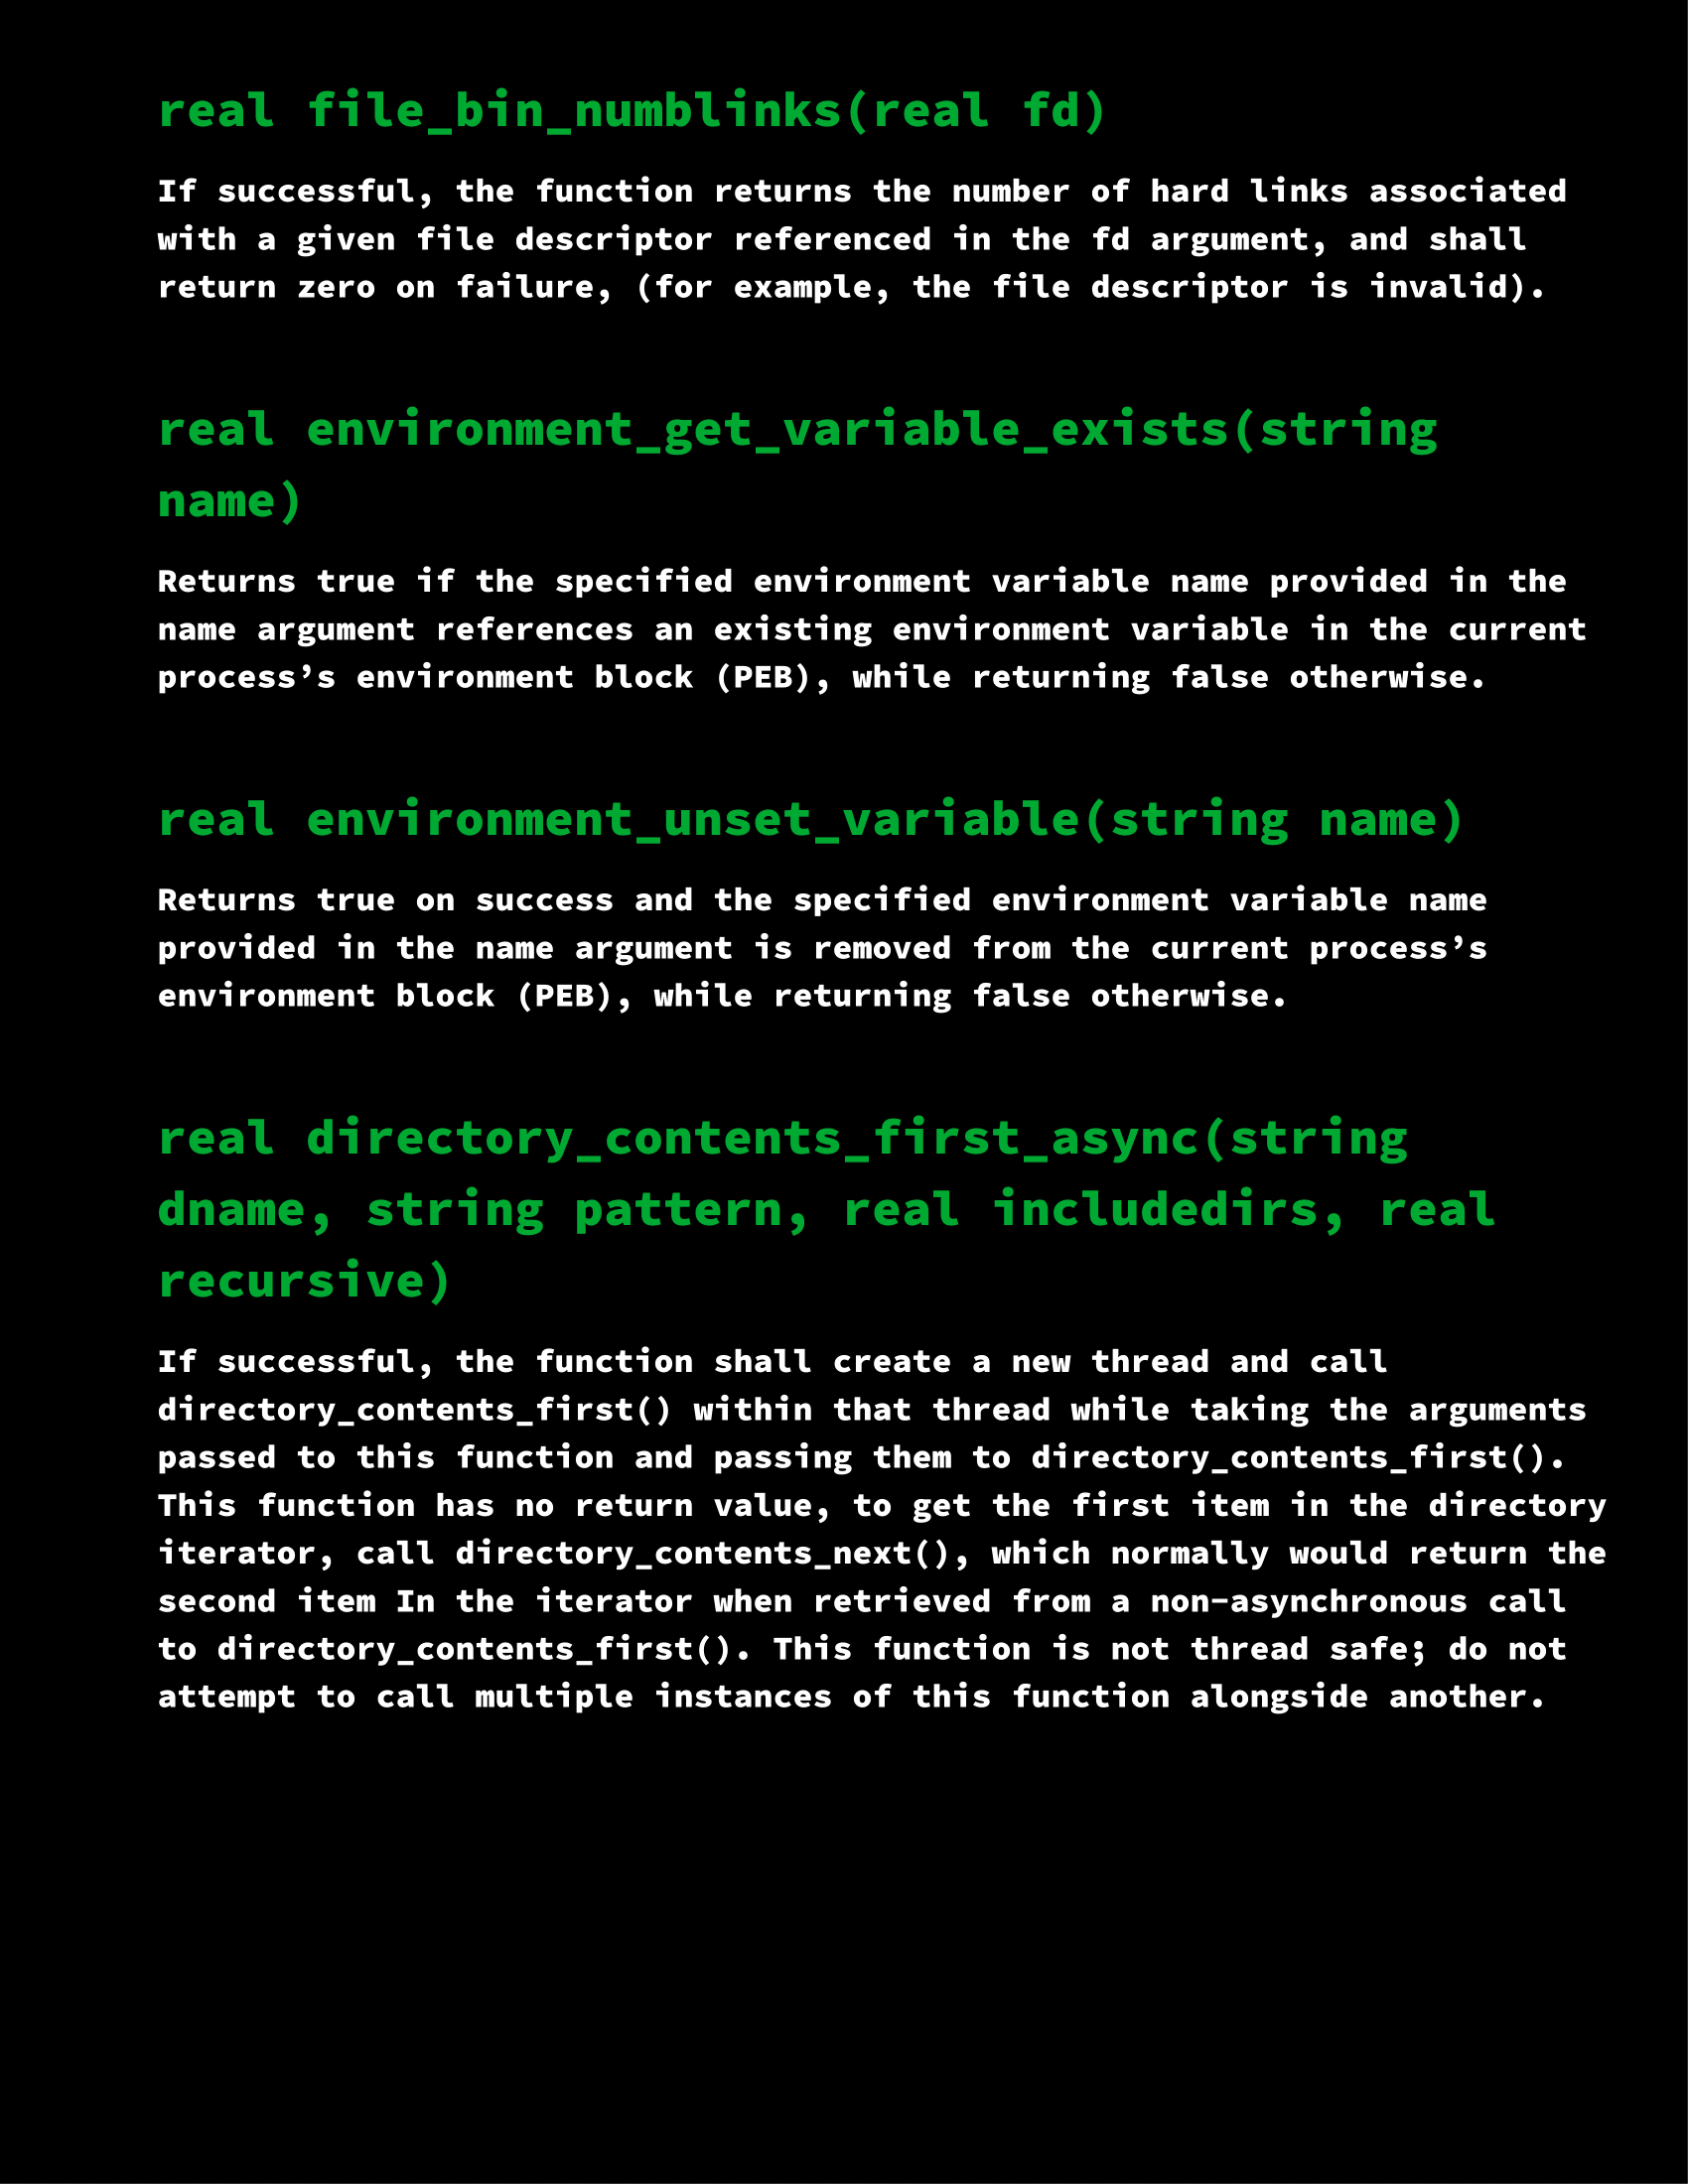 real file_bin_numblinks(real fd)
If successful, the function returns the number of hard links associated
with a given file descriptor referenced in the fd argument, and shall
return zero on failure, (for example, the file descriptor is invalid).
real environment_get_variable_exists(string
name)
Returns true if the specified environment variable name provided in the
name argument references an existing environment variable in the current
process’s environment block (PEB), while returning false otherwise.
real environment_unset_variable(string name)
Returns true on success and the specified environment variable name
provided in the name argument is removed from the current process’s
environment block (PEB), while returning false otherwise.
real directory_contents_first_async(string
dname, string pattern, real includedirs, real
recursive)
If successful, the function shall create a new thread and call
directory_contents_first() within that thread while taking the arguments
passed to this function and passing them to directory_contents_first().
This function has no return value, to get the first item in the directory
iterator, call directory_contents_next(), which normally would return the
second item In the iterator when retrieved from a non-asynchronous call
to directory_contents_first(). This function is not thread safe; do not
attempt to call multiple instances of this function alongside another.